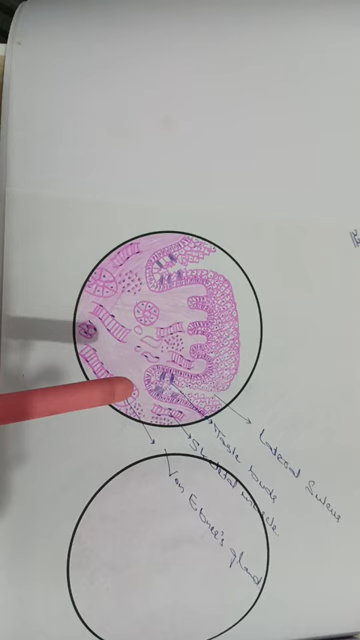 Lateral Sulcus
Taste buds
Skeletal muscle
Von Ebner's gland